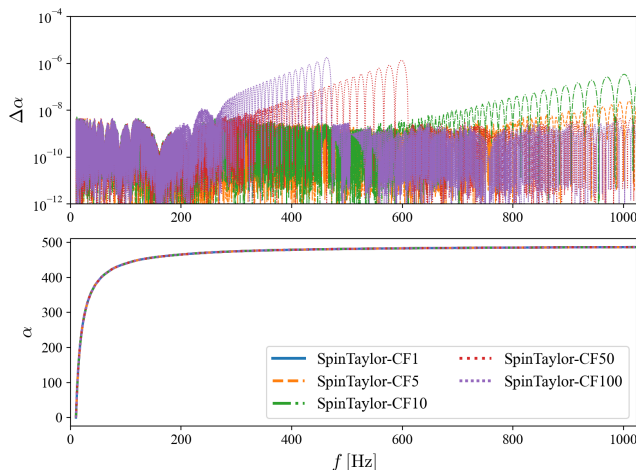 10⁻⁴
10⁻⁶
10⁻⁸
10⁻¹⁰
10⁻¹²
Δα
0 200 400 600 800 1000
500
400
300
200
100
0
α
SpinTaylor-CF1 SpinTaylor-CF50
SpinTaylor-CF5 SpinTaylor-CF100
SpinTaylor-CF10
0 200 400 600 800 1000
f [Hz]